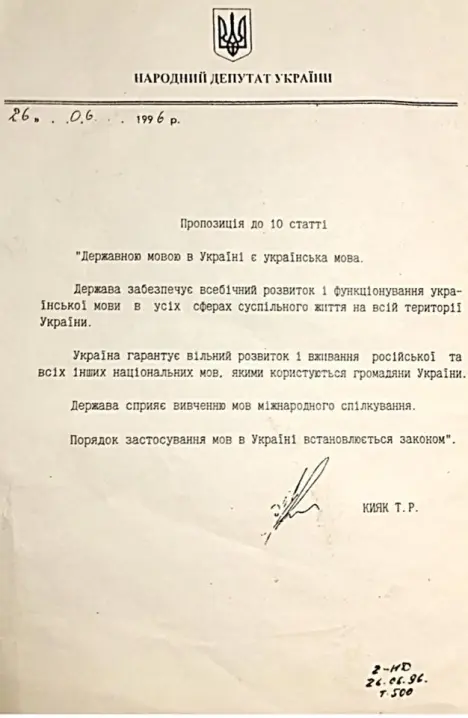 НАРОДНИЙ ДЕПУТАТ УКРАЇНИ
26 . 06 . 1996 р.
Пропозиція до 10 статті
"Державною мовою в Україні є українська мова.
Держава забезпечує всебічний розвиток і функціонування укра-
їнської мови в усіх сферах суспільного життя на всій території
України.
Україна гарантує вільний розвиток і вживання російської та
всіх інших національних мов, якими користуються громадяни України.
Держава сприяє вивченню мов міжнародного спілкування.
Порядок застосування мов в Україні встановлюється законом".
КИЯК Т.Р.
26.06.96.
т 500